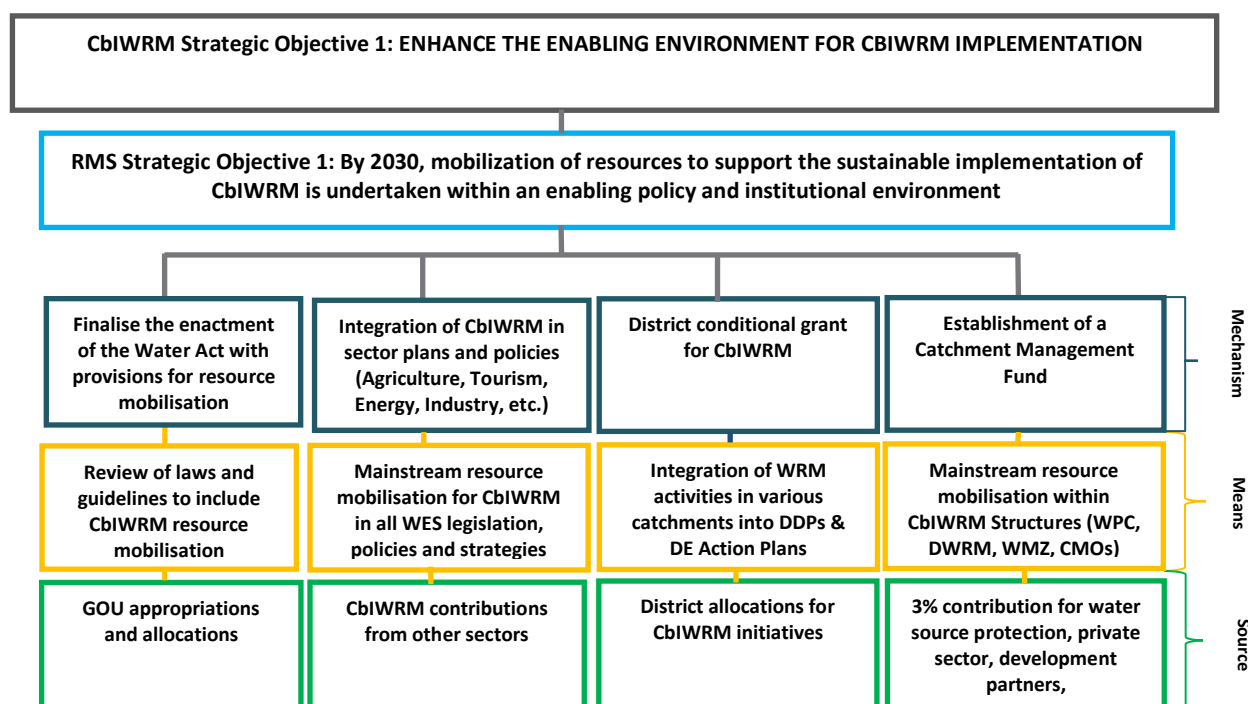 CbIWRM Strategic Objective 1: ENHANCE THE ENABLING ENVIRONMENT FOR CBIWRM IMPLEMENTATION
RMS Strategic Objective 1: By 2030, mobilization of resources to support the sustainable implementation of
CbIWRM is undertaken within an enabling policy and institutional environment
Finalise the enactment
of the Water Act with
provisions for resource
mobilisation
Integration of CbIWRM in
sector plans and policies
(Agriculture, Tourism,
Energy, Industry, etc.)
District conditional grant
for CbIWRM
Establishment of a
Catchment Management
Fund
Mechanism
Review of laws and
guidelines to include
CbIWRM resource
mobilisation
Mainstream resource
mobilisation for CbIWRM
in all WES legislation,
policies and strategies
Integration of WRM
activities in various
catchments into DDPs &
DE Action Plans
Mainstream resource
mobilisation within
CbIWRM Structures (WPC,
DWRM, WMZ, CMOs)
Means
GOU appropriations
and allocations
CbIWRM contributions
from other sectors
District allocations for
CbIWRM initiatives
3% contribution for water
source protection, private
sector, development
partners,
Source